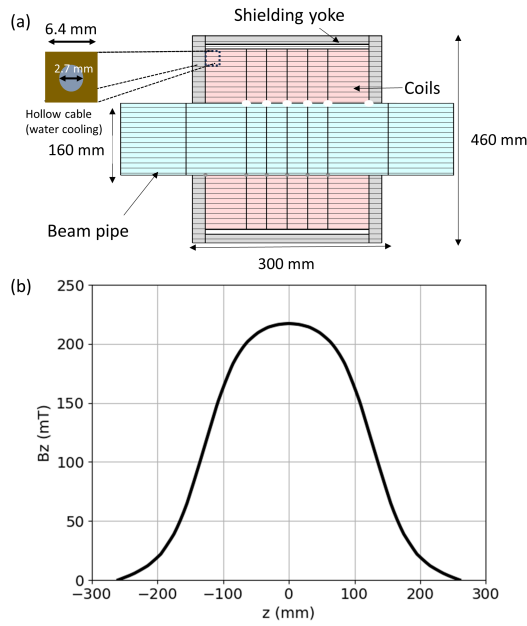 (a)
Shielding yoke
6.4 mm
2.7 mm
Coils
Hollow cable
(water cooling)
160 mm
460 mm
Beam pipe
300 mm
(b)
250
200
150
100
50
0
Bz (mT)
−300 −200 −100 0 100 200 300
z (mm)